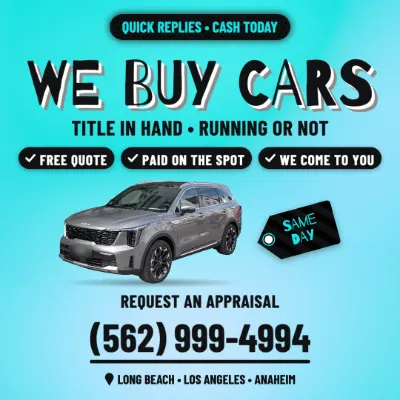 QUICK REPLIES • CASH TODAY
WE BUY CARS
TITLE IN HAND • RUNNING OR NOT
FREE QUOTE
PAID ON THE SPOT
WE COME TO YOU
SAME
DAY
REQUEST AN APPRAISAL
(562) 999-4994
LONG BEACH • LOS ANGELES • ANAHEIM